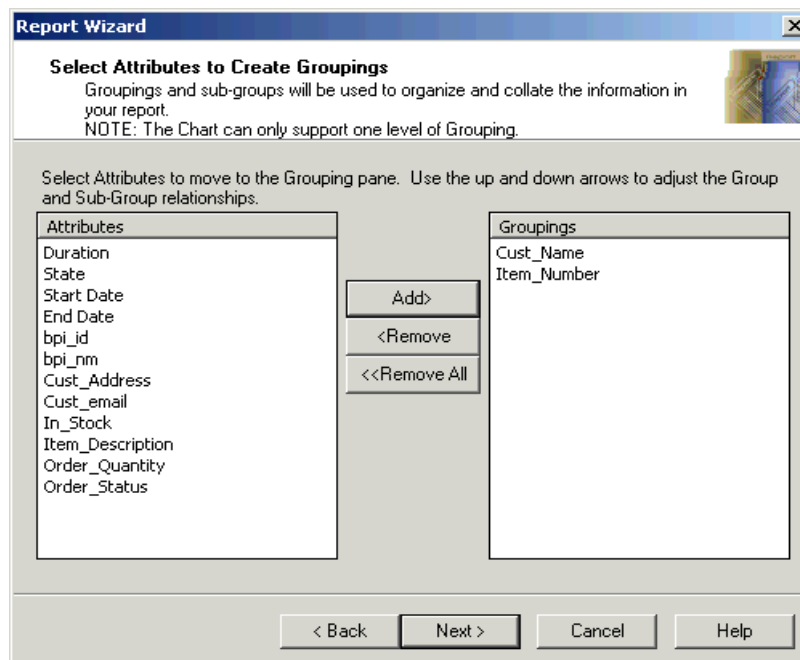 Report Wizard
Select Attributes to Create Groupings
Groupings and sub-groups will be used to organize and collate the information in
your report.
NOTE: The Chart can only support one level of Grouping.
Select Attributes to move to the Grouping pane. Use the up and down arrows to adjust the Group
and Sub-Group relationships.
Attributes
Duration
State
Start Date
End Date
bpi_id
bpi_nm
Cust_Address
Cust_email
In_Stock
Item_Description
Order_Quantity
Order_Status
Add>
<Remove
<<Remove All
Groupings
Cust_Name
Item_Number
< Back
Next >
Cancel
Help